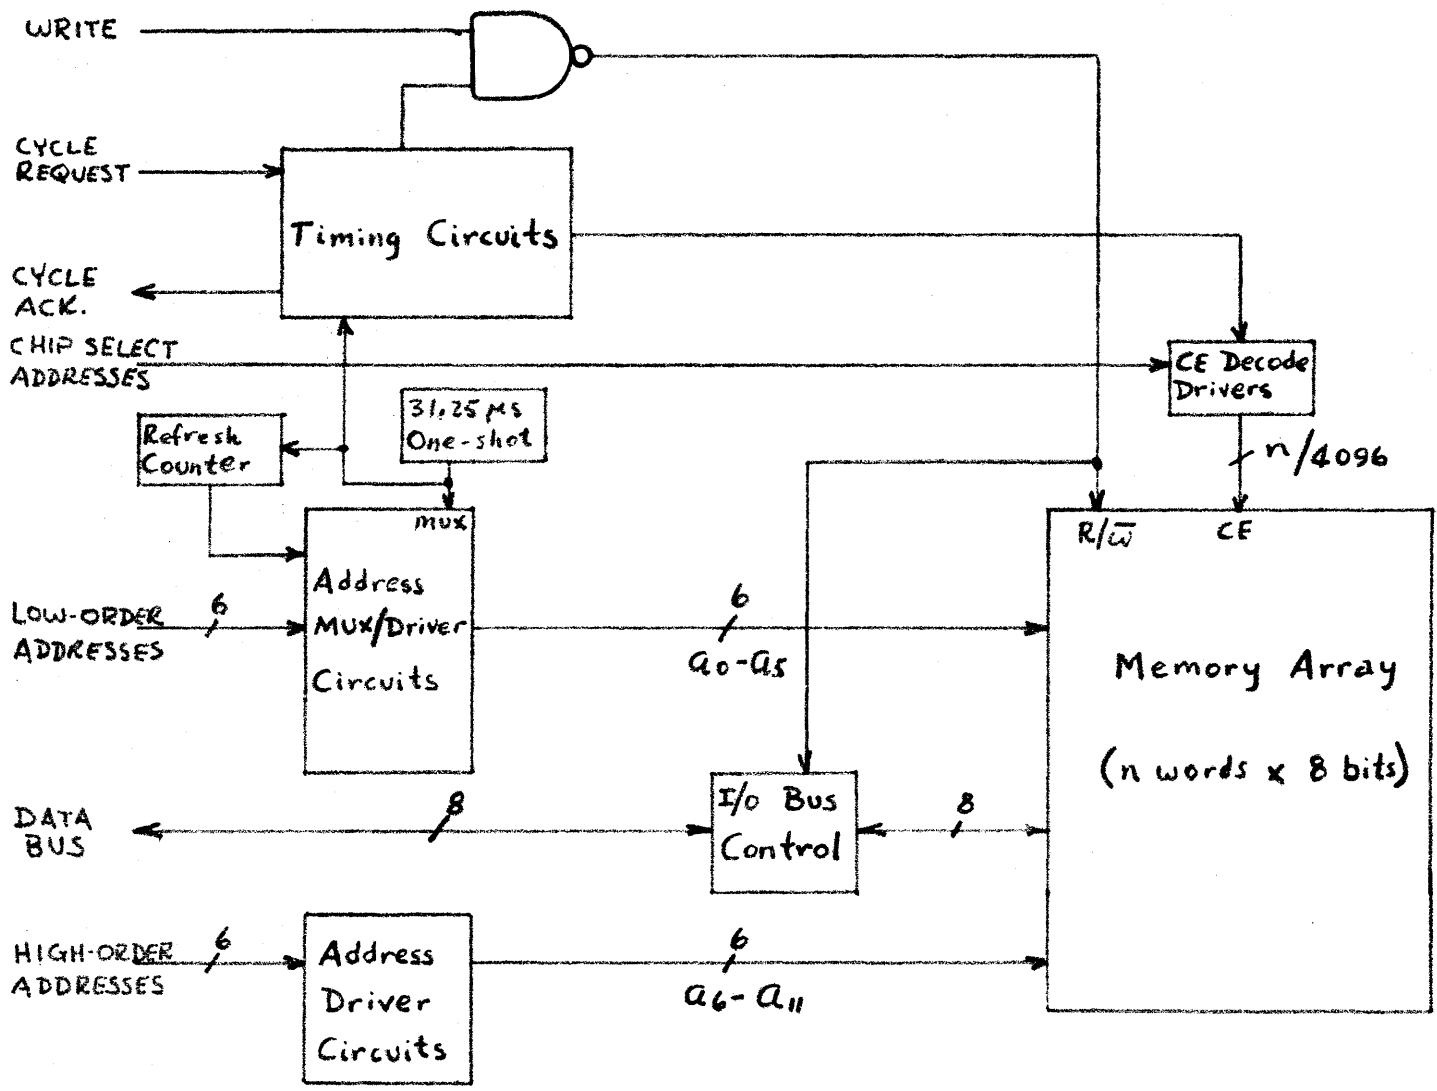 WRITE
CYCLE
REQUEST
Timing Circuits
CYCLE
ACK.
CHIP SELECT
ADDRESSES
CE Decode
Drivers
31.25 μs
One-shot
Refresh
Counter
n/4096
mux
R/w̅
CE
Address
MUX/Driver
Circuits
LOW-ORDER
ADDRESSES
6
6
a0-a5
Memory Array
(n words x 8 bits)
DATA
BUS
8
I/O Bus
Control
8
HIGH-ORDER
ADDRESSES
6
Address
Driver
Circuits
6
a6-a11